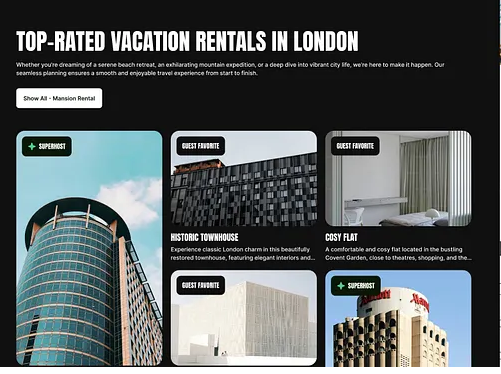 TOP-RATED VACATION RENTALS IN LONDON
Whether you're dreaming of a serene beach retreat, an exhilarating mountain expedition, or a deep dive into vibrant city life, we're here to make it happen. Our
seamless planning ensures a smooth and enjoyable travel experience from start to finish.
Show All - Mansion Rental
SUPERHOST
GUEST FAVORITE
GUEST FAVORITE
HISTORIC TOWNHOUSE
Experience classic London charm in this beautifully
restored townhouse, featuring elegant interiors and...
COSY FLAT
A comfortable and cosy flat located in the bustling
Covent Garden, close to theatres, shopping, and the...
GUEST FAVORITE
SUPERHOST